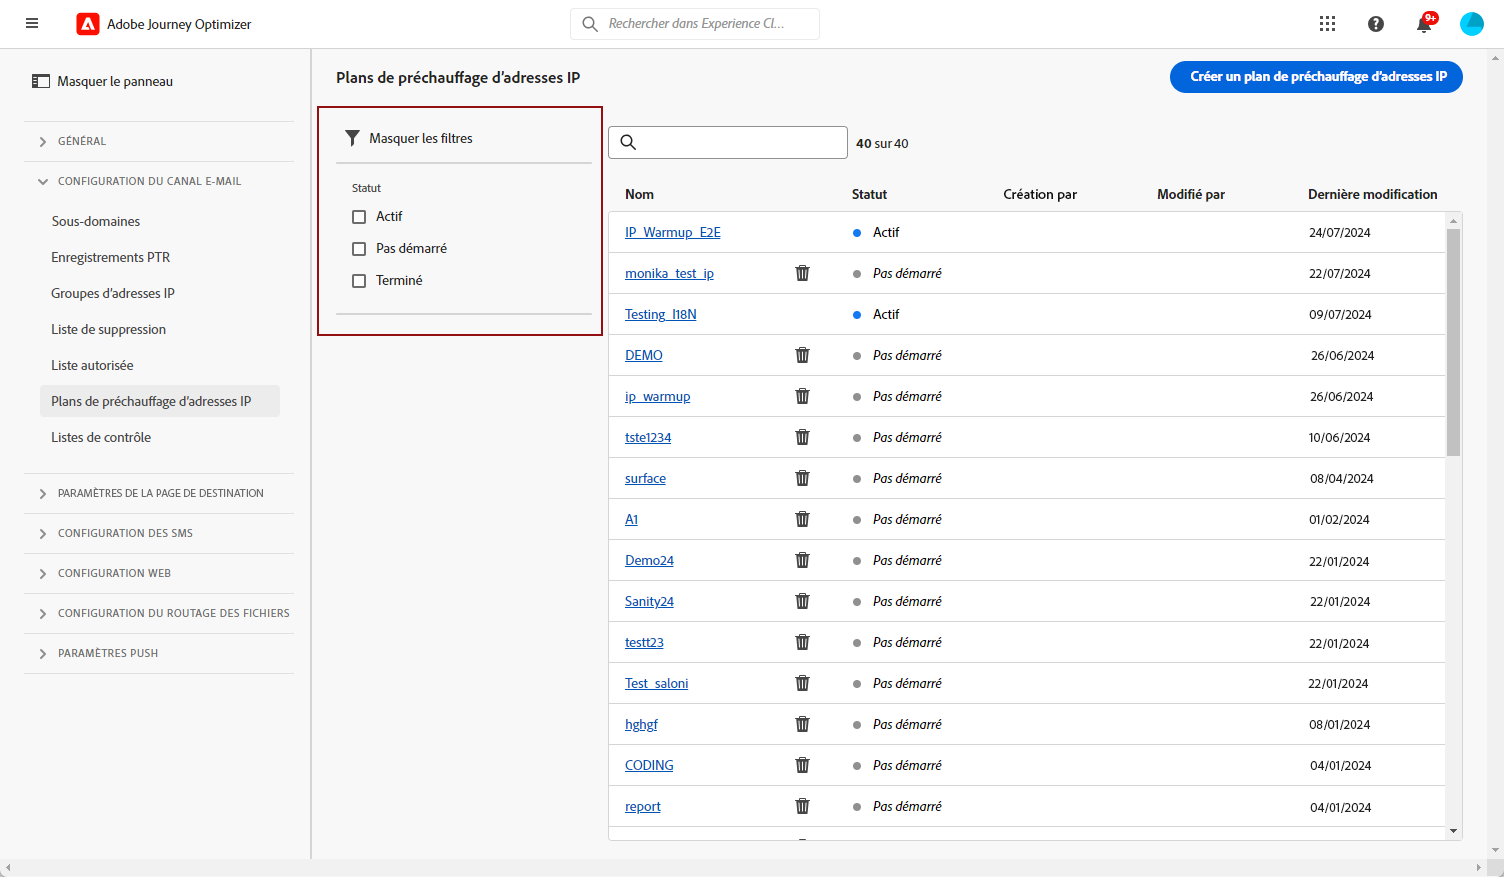 Adobe Journey Optimizer
Rechercher dans Experience Cl...
9+
Masquer le panneau
GÉNÉRAL
CONFIGURATION DU CANAL E-MAIL
Sous-domaines
Enregistrements PTR
Groupes d'adresses IP
Liste de suppression
Liste autorisée
Plans de préchauffage d'adresses IP
Listes de contrôle
PARAMÈTRES DE LA PAGE DE DESTINATION
CONFIGURATION DES SMS
CONFIGURATION WEB
CONFIGURATION DU ROUTAGE DES FICHIERS
PARAMÈTRES PUSH
Plans de préchauffage d'adresses IP
Créer un plan de préchauffage d'adresses IP
Masquer les filtres
Statut
Actif
Pas démarré
Terminé
40 sur 40
Nom Statut Création par Modifié par Dernière modification
IP_Warmup_E2E Actif 24/07/2024
monika_test_ip Pas démarré 22/07/2024
Testing_I18N Actif 09/07/2024
DEMO Pas démarré 26/06/2024
ip_warmup Pas démarré 26/06/2024
tste1234 Pas démarré 10/06/2024
surface Pas démarré 08/04/2024
A1 Pas démarré 01/02/2024
Demo24 Pas démarré 22/01/2024
Sanity24 Pas démarré 22/01/2024
testt23 Pas démarré 22/01/2024
Test_saloni Pas démarré 22/01/2024
hghgf Pas démarré 08/01/2024
CODING Pas démarré 04/01/2024
report Pas démarré 04/01/2024